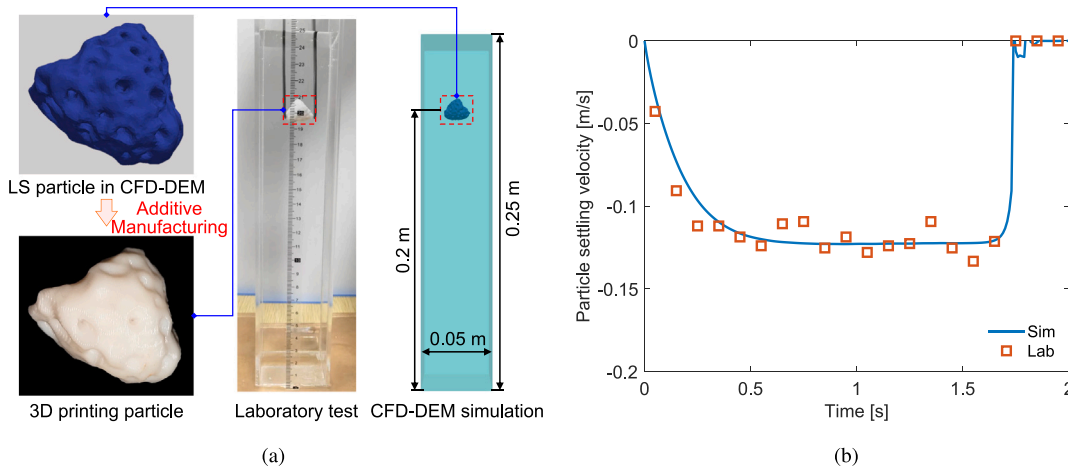 LS particle in CFD-DEM
Additive
Manufacturing
3D printing particle
Laboratory test
0.2 m
0.25 m
0.05 m
CFD-DEM simulation
(a)
Particle settling velocity [m/s]
0
-0.05
-0.1
-0.15
-0.2
Sim
Lab
0
0.5
1
1.5
2
Time [s]
(b)